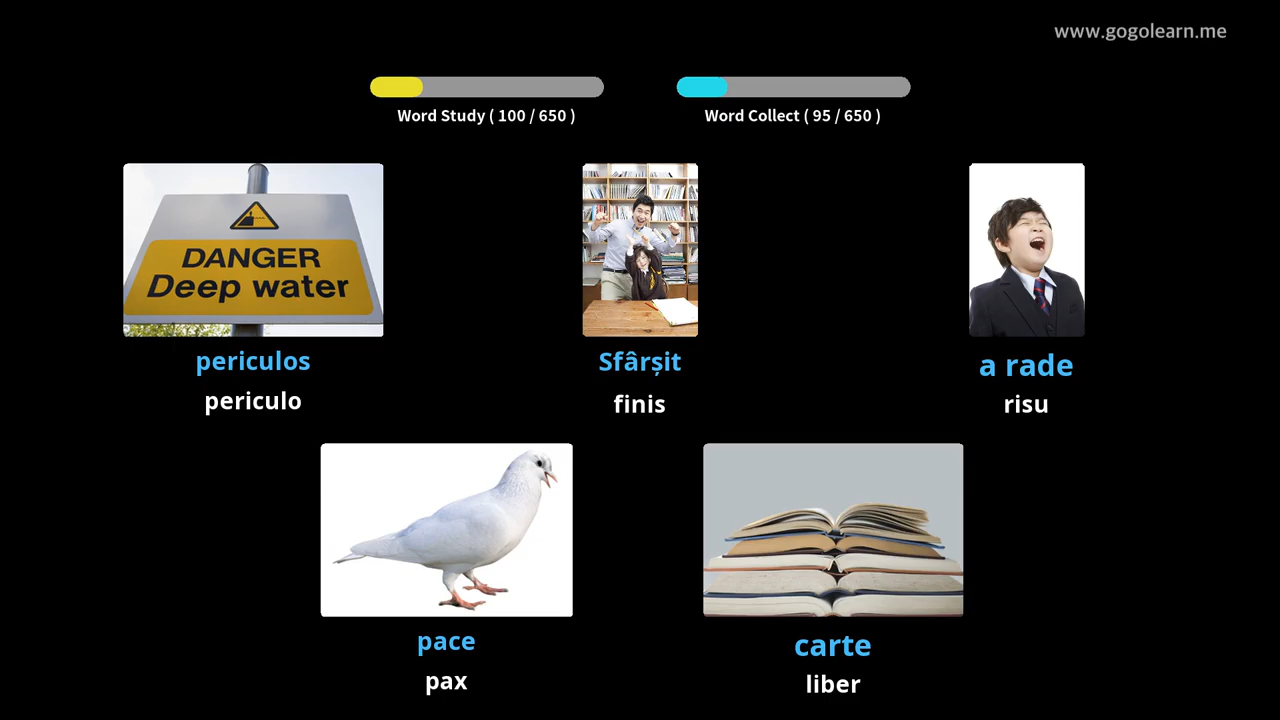 www.gogolearn.me
Word Study ( 100 / 650 )
Word Collect ( 95 / 650 )
DANGER
Deep water
periculos
periculo
Sfârșit
finis
a rade
risu
pace
pax
carte
liber